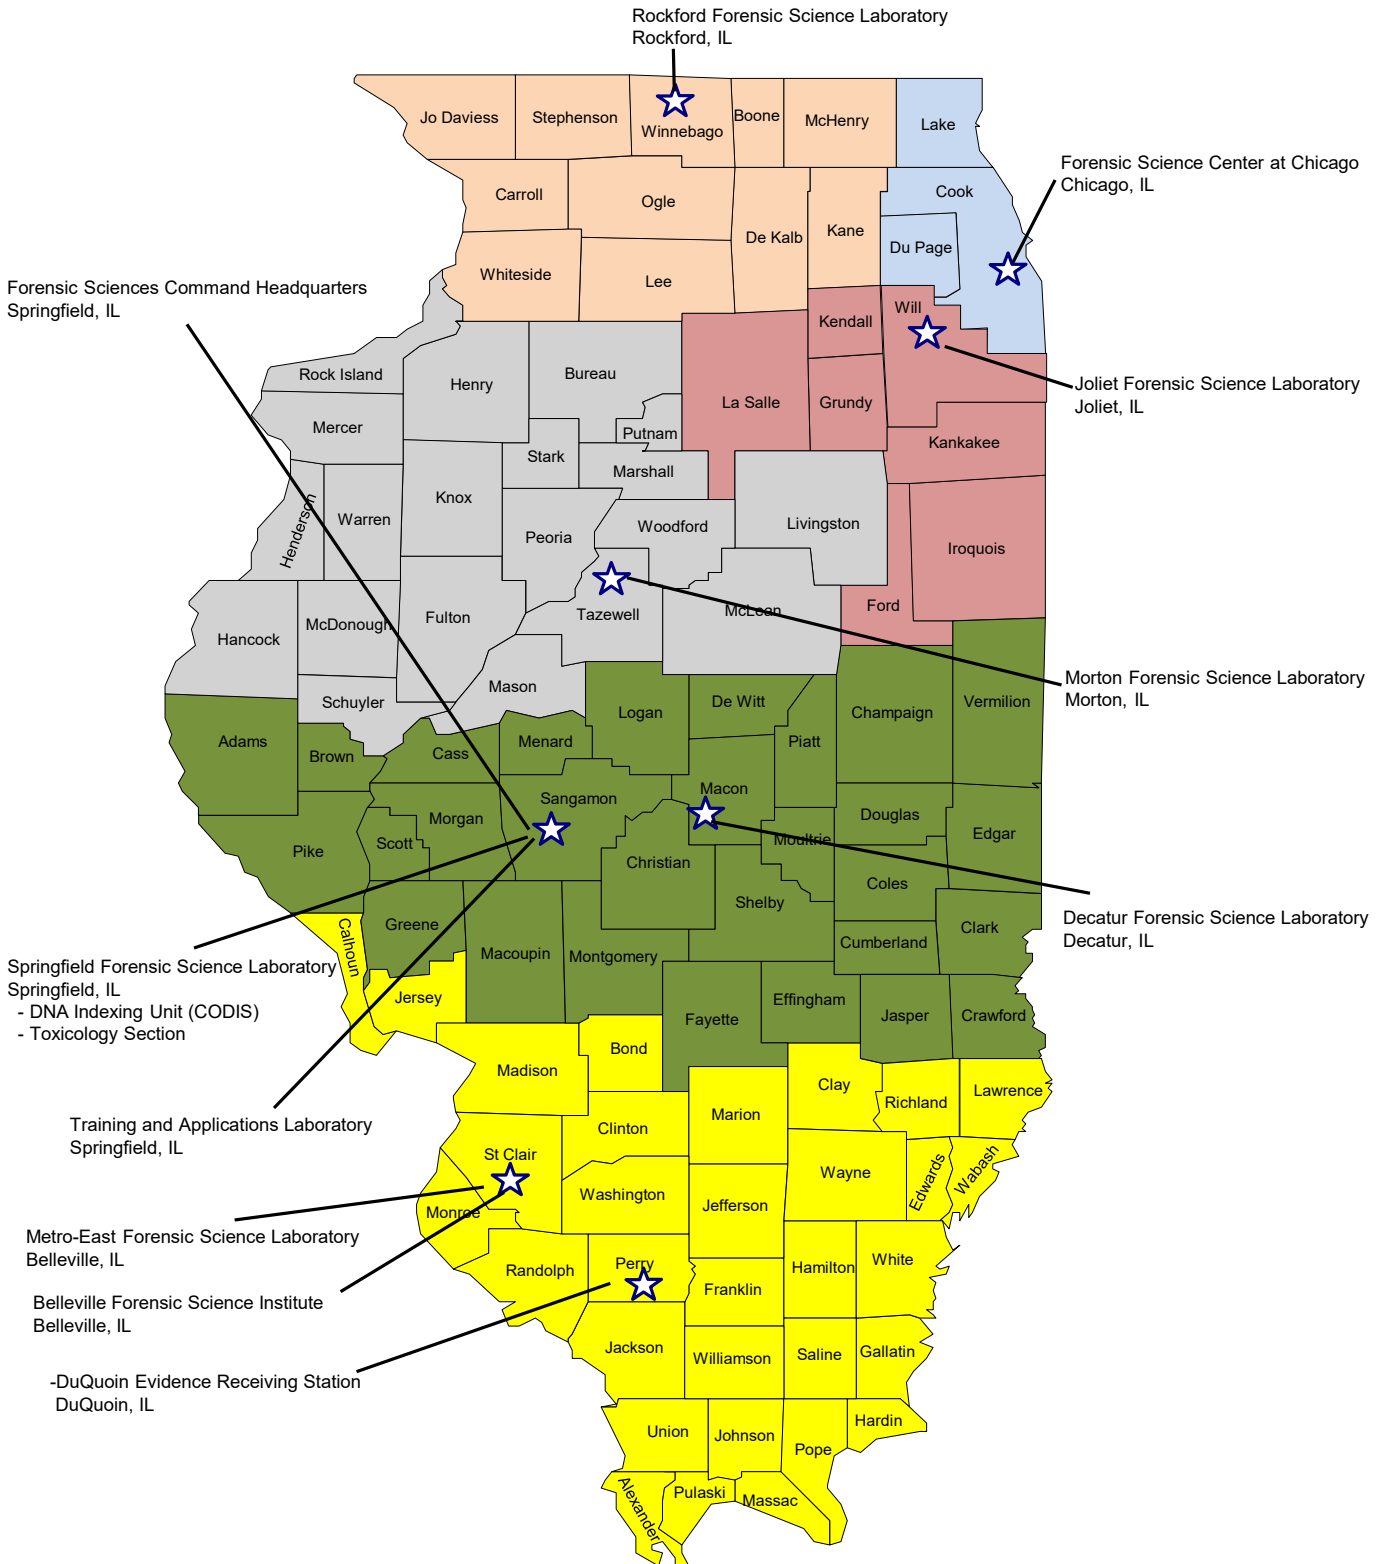 Rockford Forensic Science Laboratory
Rockford, IL
Jo Daviess
Stephenson
Winnebago
Boone
McHenry
Lake
Forensic Science Center at Chicago
Chicago, IL
Carroll
Ogle
De Kalb
Kane
Cook
Du Page
Whiteside
Lee
Forensic Sciences Command Headquarters
Springfield, IL
Kendall
Will
Rock Island
Henry
Bureau
La Salle
Grundy
Joliet Forensic Science Laboratory
Joliet, IL
Mercer
Putnam
Kankakee
Stark
Marshall
Henderson
Warren
Knox
Peoria
Woodford
Livingston
Iroquois
Hancock
McDonough
Fulton
Tazewell
McLean
Ford
Morton Forensic Science Laboratory
Morton, IL
Schuyler
Mason
Logan
De Witt
Champaign
Vermilion
Adams
Brown
Cass
Menard
Piatt
Sangamon
Macon
Pike
Scott
Morgan
Christian
Moultrie
Douglas
Edgar
Coles
Shelby
Decatur Forensic Science Laboratory
Decatur, IL
Calhoun
Greene
Macoupin
Montgomery
Cumberland
Clark
Springfield Forensic Science Laboratory
Springfield, IL
- DNA Indexing Unit (CODIS)
- Toxicology Section
Jersey
Fayette
Effingham
Jasper
Crawford
Madison
Bond
Clay
Richland
Lawrence
Training and Applications Laboratory
Springfield, IL
Clinton
Marion
St Clair
Washington
Wayne
Edwards
Wabash
Monroe
Jefferson
Metro-East Forensic Science Laboratory
Belleville, IL
Randolph
Perry
Franklin
Hamilton
White
Belleville Forensic Science Institute
Belleville, IL
Jackson
Williamson
Saline
Gallatin
-DuQuoin Evidence Receiving Station
DuQuoin, IL
Union
Johnson
Pope
Hardin
Alexander
Pulaski
Massac